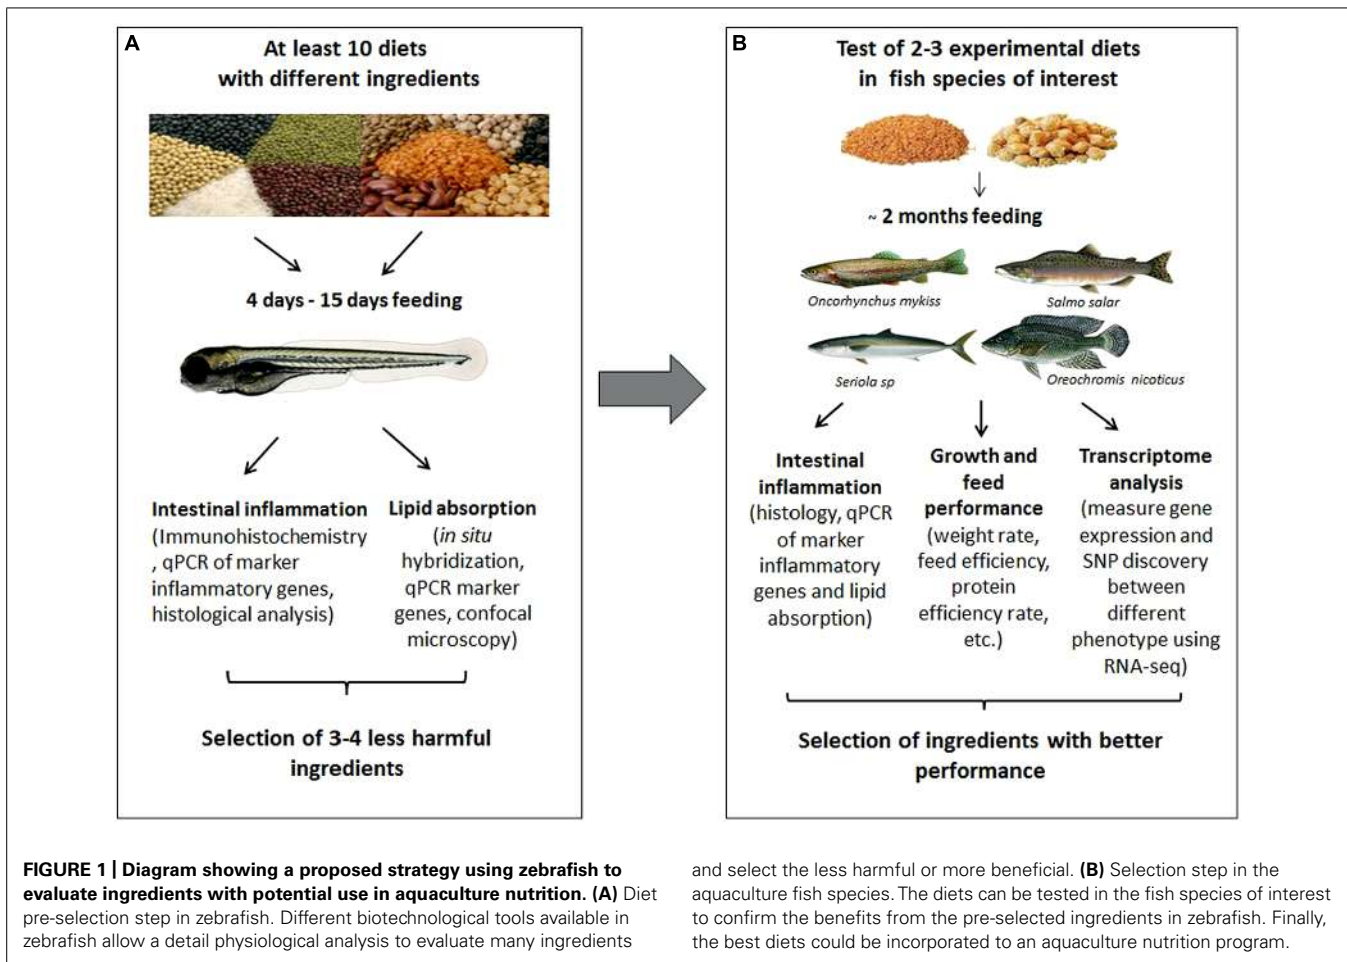 A
At least 10 diets
with different ingredients
4 days - 15 days feeding
Intestinal inflammation
(Immunohistochemistry
, qPCR of marker
inflammatory genes,
histological analysis)
Lipid absorption
(in situ
hybridization,
qPCR marker
genes, confocal
microscopy)
Selection of 3-4 less harmful
ingredients
B
Test of 2-3 experimental diets
in fish species of interest
~ 2 months feeding
Oncorhynchus mykiss
Salmo salar
Seriola sp
Oreochromis nicoticus
Intestinal
inflammation
(histology, qPCR
of marker
inflammatory
genes and lipid
absorption)
Growth and
feed
performance
(weight rate,
feed efficiency,
protein
efficiency rate,
etc.)
Transcriptome
analysis
(measure gene
expression and
SNP discovery
between
different
phenotype using
RNA-seq)
Selection of ingredients with better
performance
FIGURE 1 | Diagram showing a proposed strategy using zebrafish to
evaluate ingredients with potential use in aquaculture nutrition. (A) Diet
pre-selection step in zebrafish. Different biotechnological tools available in
zebrafish allow a detail physiological analysis to evaluate many ingredients
and select the less harmful or more beneficial. (B) Selection step in the
aquaculture fish species. The diets can be tested in the fish species of interest
to confirm the benefits from the pre-selected ingredients in zebrafish. Finally,
the best diets could be incorporated to an aquaculture nutrition program.